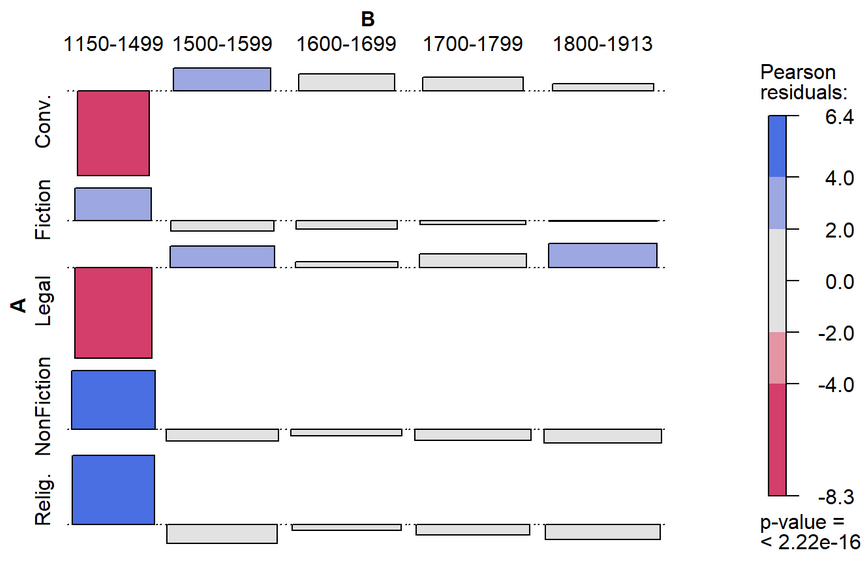 B
1150-1499 1500-1599 1600-1699 1700-1799 1800-1913
A
Conv.
Fiction
Legal
NonFiction
Relig.
Pearson
residuals:
6.4
4.0
2.0
0.0
-2.0
-4.0
-8.3
p-value =
< 2.22e-16